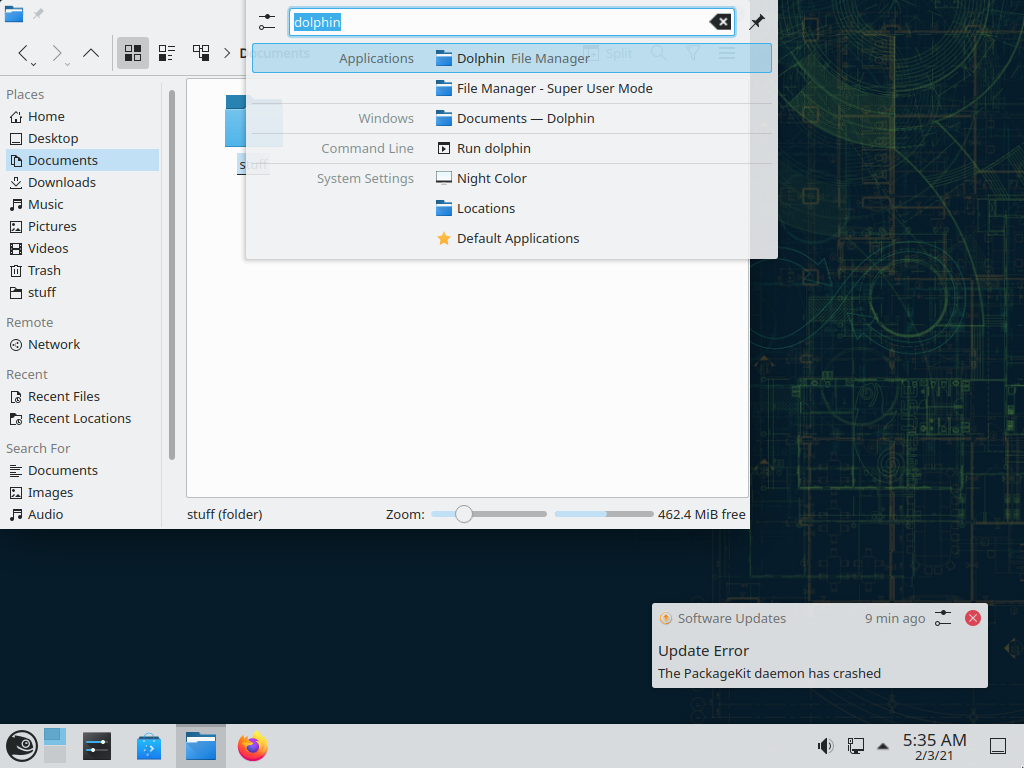 dolphin
Documents
Split
Applications
Dolphin File Manager
File Manager - Super User Mode
Windows
Documents — Dolphin
Command Line
Run dolphin
System Settings
Night Color
Locations
Default Applications
Places
Home
Desktop
Documents
Downloads
Music
Pictures
Videos
Trash
stuff
Remote
Network
Recent
Recent Files
Recent Locations
Search For
Documents
Images
Audio
stuff
stuff (folder)
Zoom:
462.4 MiB free
Software Updates
9 min ago
Update Error
The PackageKit daemon has crashed
5:35 AM
2/3/21